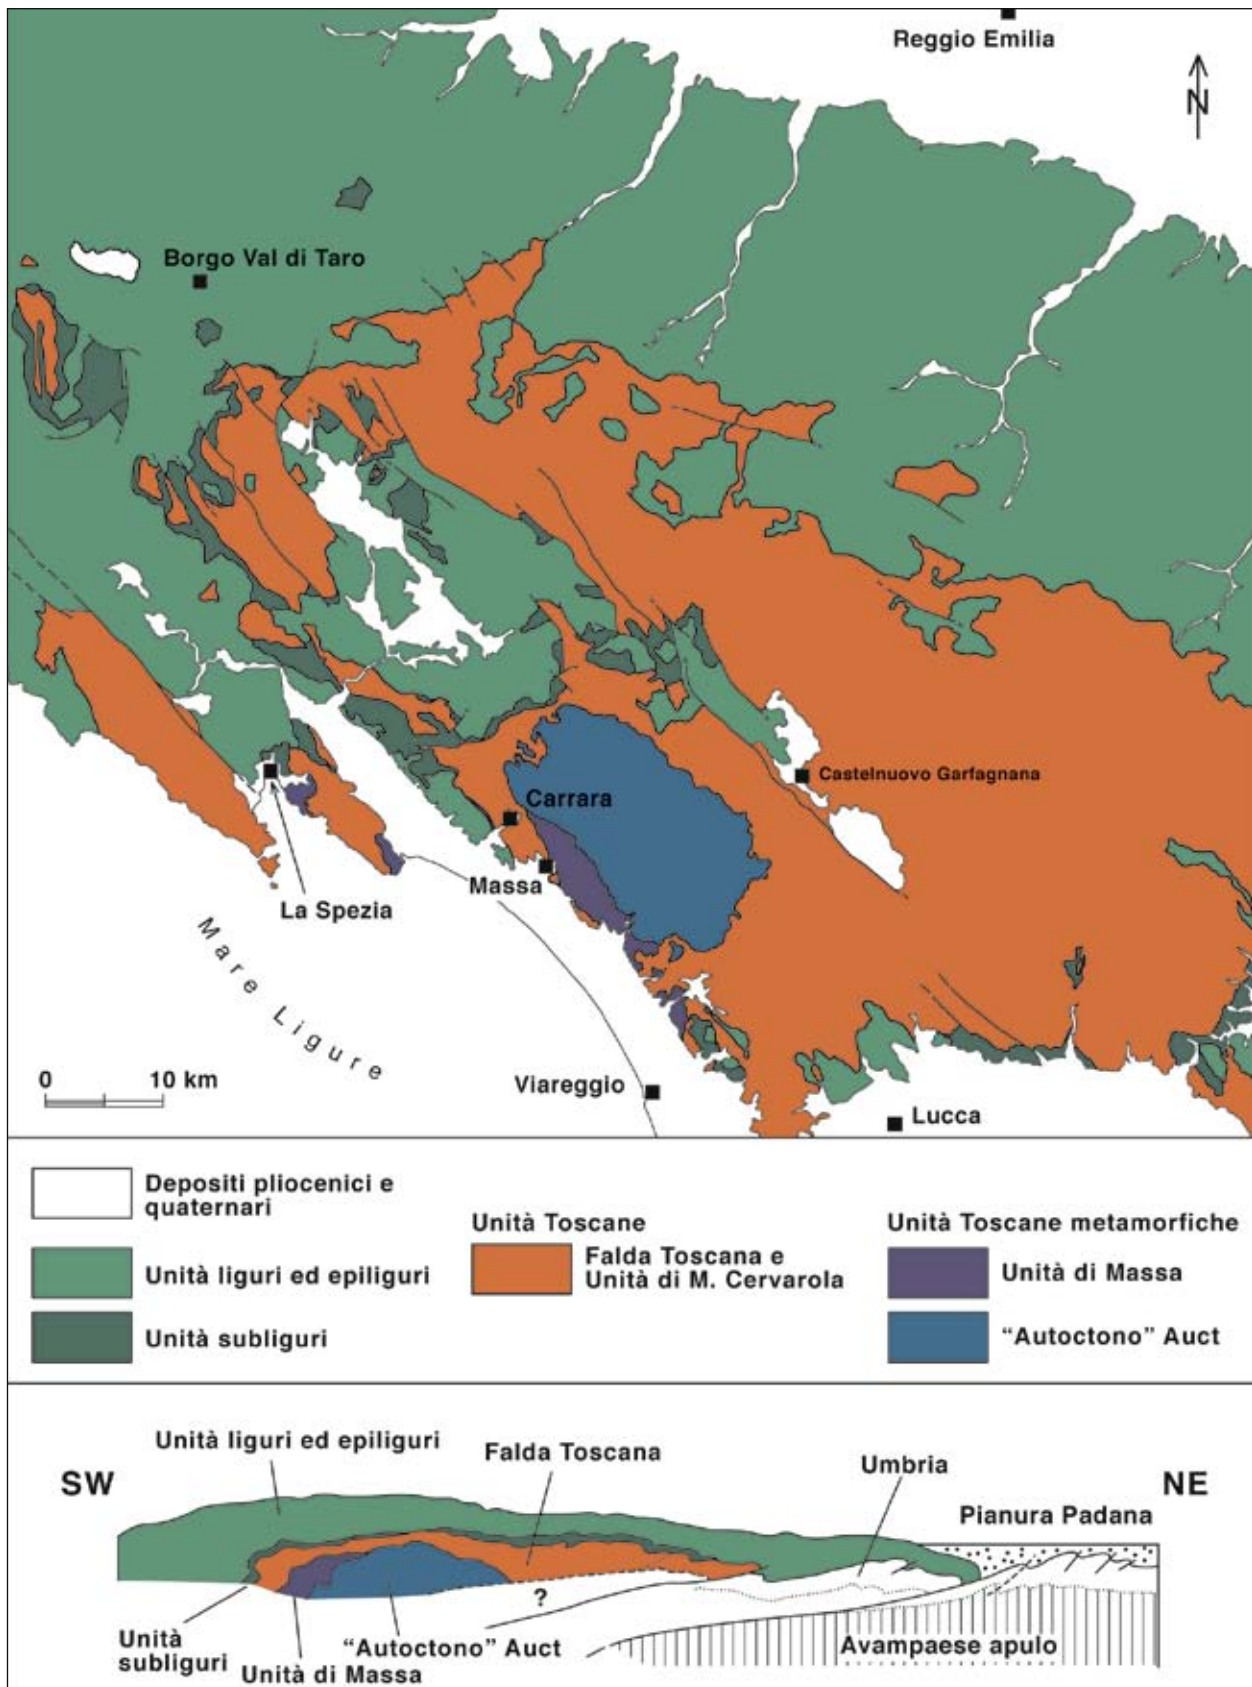 Reggio Emilia
N
Borgo Val di Taro
Castelnuovo Garfagnana
Carrara
Massa
La Spezia
Mare Ligure
0 10 km
Viareggio
Lucca
Depositi pliocenici e
quaternari
Unità liguri ed epiliguri
Unità subliguri
Unità Toscane
Falda Toscana e
Unità di M. Cervarola
Unità Toscane metamorfiche
Unità di Massa
“Autoctono” Auct
Unità liguri ed epiliguri
Falda Toscana
Umbria
SW
NE
Pianura Padana
?
Unità
subliguri
Unità di Massa
“Autoctono” Auct
Avampaese apulo